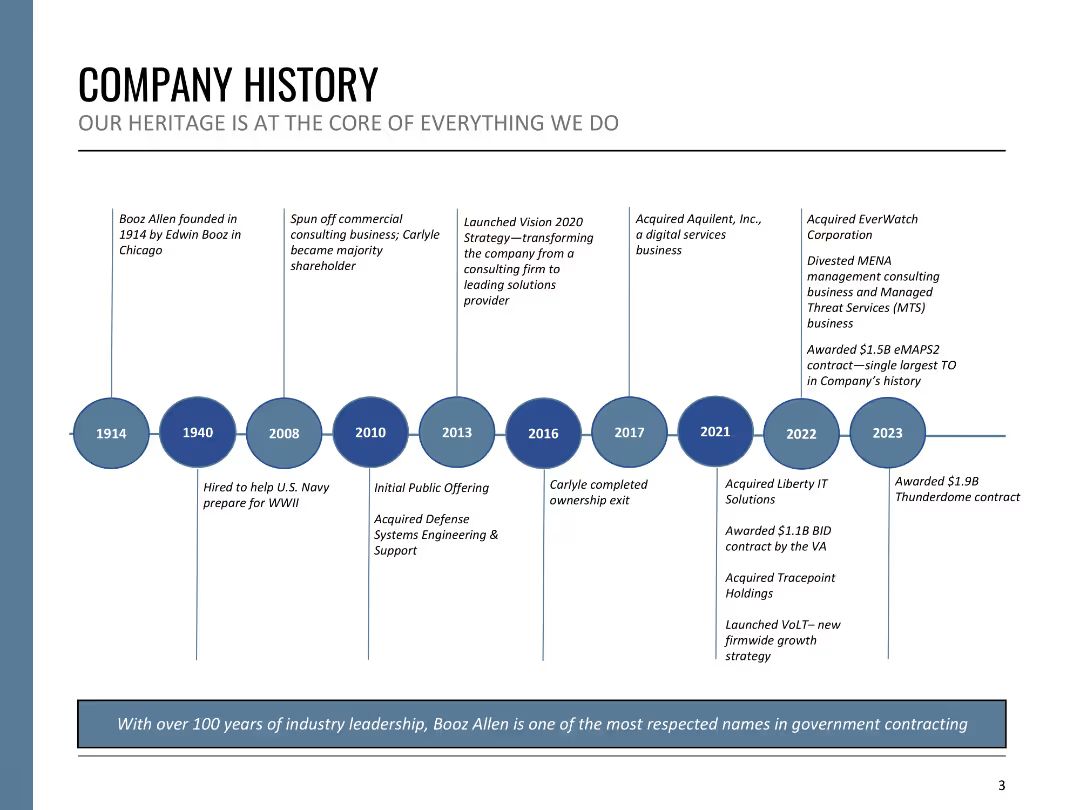 COMPANY HISTORY
OUR HERITAGE IS AT THE CORE OF EVERYTHING WE DO
Booz Allen founded in
1914 by Edwin Booz in
Chicago
Spun off commercial
consulting business; Carlyle
became majority
shareholder
Launched Vision 2020
Strategy—transforming
the company from a
consulting firm to
leading solutions
provider
Acquired Aquilent, Inc.,
a digital services
business
Acquired EverWatch
Corporation
Divested MENA
management consulting
business and Managed
Threat Services (MTS)
business
Awarded $1.5B eMAPS2
contract—single largest TO
in Company’s history
1914
1940
2008
2010
2013
2016
2017
2021
2022
2023
Hired to help U.S. Navy
prepare for WWII
Initial Public Offering
Acquired Defense
Systems Engineering &
Support
Carlyle completed
ownership exit
Acquired Liberty IT
Solutions
Awarded $1.1B BID
contract by the VA
Acquired Tracepoint
Holdings
Launched VoLT– new
firmwide growth
strategy
Awarded $1.9B
Thunderdome contract
With over 100 years of industry leadership, Booz Allen is one of the most respected names in government contracting
3